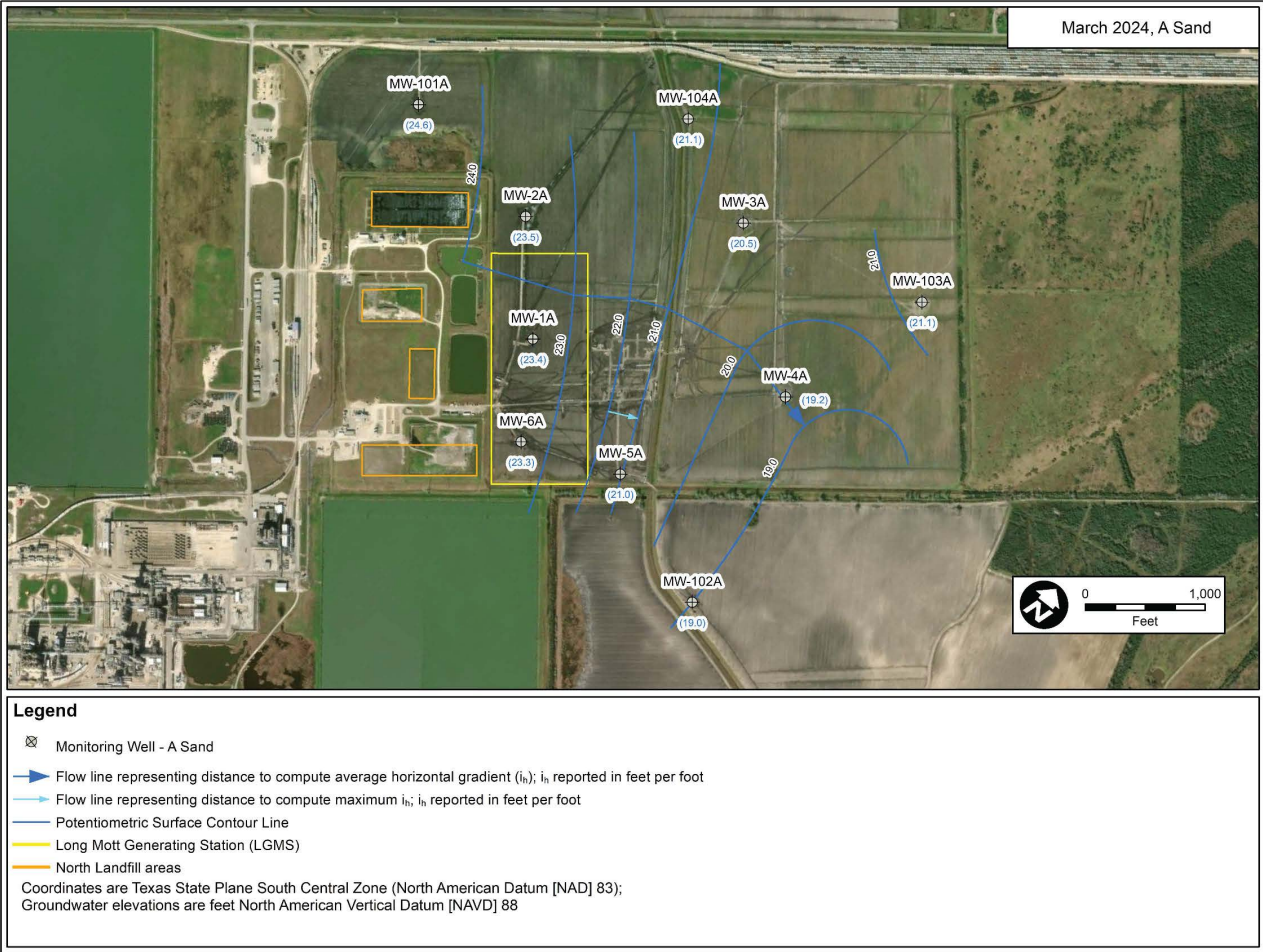 March 2024, A Sand
MW-101A
(24.6)
MW-104A
(21.1)
24.0
MW-2A
(23.5)
MW-3A
(20.5)
21.0
MW-103A
(21.1)
MW-1A
(23.4)
23.0
22.0
21.0
20.0
MW-4A
(19.2)
MW-6A
(23.3)
MW-5A
(21.0)
19.0
MW-102A
(19.0)
N
0 1,000
Feet
Legend
Monitoring Well - A Sand
Flow line representing distance to compute average horizontal gradient (iₕ); iₕ reported in feet per foot
Flow line representing distance to compute maximum iₕ; iₕ reported in feet per foot
Potentiometric Surface Contour Line
Long Mott Generating Station (LGMS)
North Landfill areas
Coordinates are Texas State Plane South Central Zone (North American Datum [NAD] 83);
Groundwater elevations are feet North American Vertical Datum [NAVD] 88